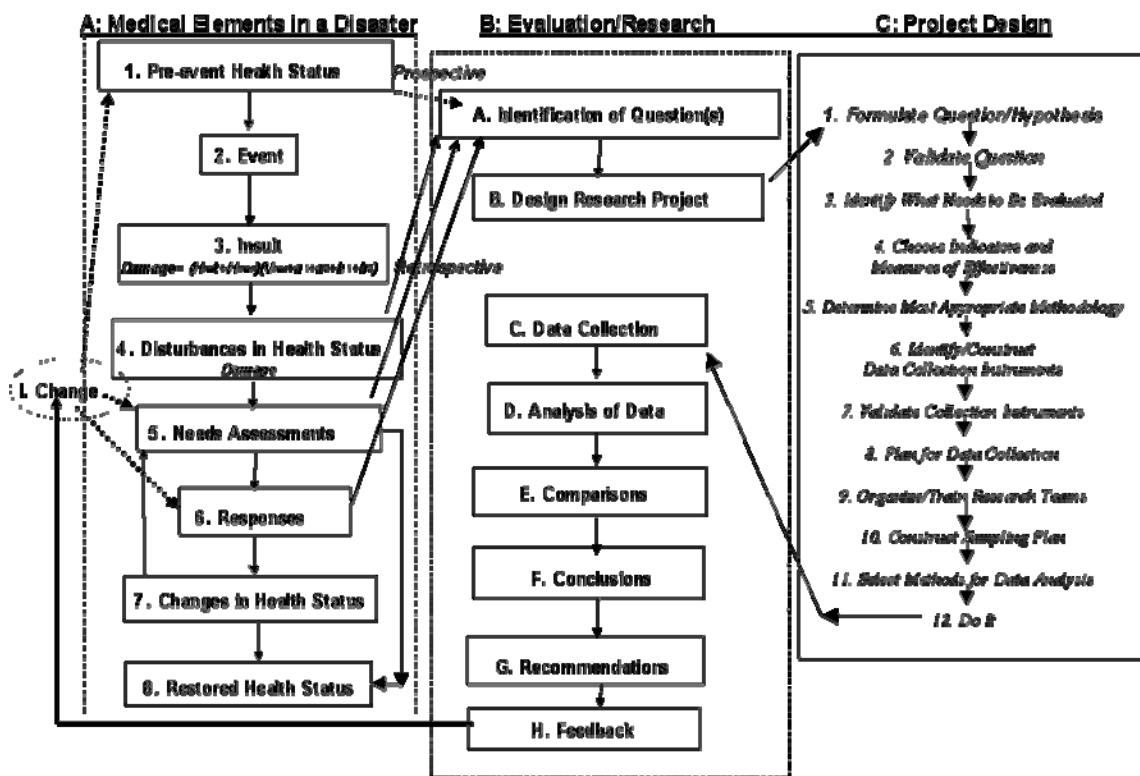 A: Medical Elements in a Disaster
B: Evaluation/Research
C: Project Design
1. Pre-event Health Status
Prospective
2. Event
3. Insult
Damage=
Retrospective
4. Disturbances in Health Status
Damage
I. Change
5. Needs Assessments
6. Responses
7. Changes in Health Status
8. Restored Health Status
A. Identification of Question(s)
B. Design Research Project
C. Data Collection
D. Analysis of Data
E. Comparisons
F. Conclusions
G. Recommendations
H. Feedback
1. Formulate Question/Hypothesis
2 Validate Question
3. Identify What Needs to Be Evaluated
4. Choose Indicators and
Measures of Effectiveness
5. Determine Most Appropriate Methodology
6. Identify/Construct
Data Collection Instruments
7. Validate Collection Instruments
8. Plan for Data Collection
9. Organize/Train Research Teams
10. Construct Sampling Plan
11. Select Methods for Data Analysis
12. Do It